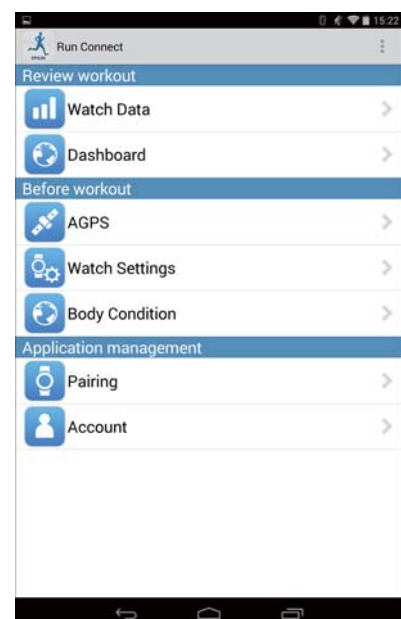 15:22
EPSON
Run Connect
Review workout
Watch Data
Dashboard
Before workout
AGPS
Watch Settings
Body Condition
Application management
Pairing
Account